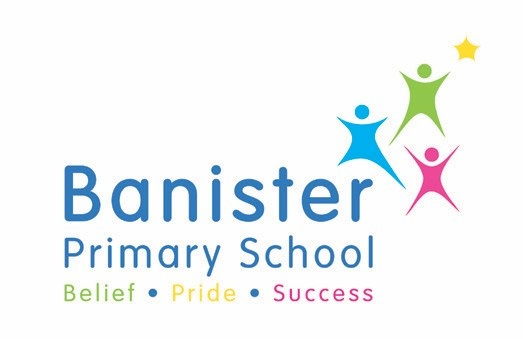 Banister
Primary School
Belief • Pride • Success